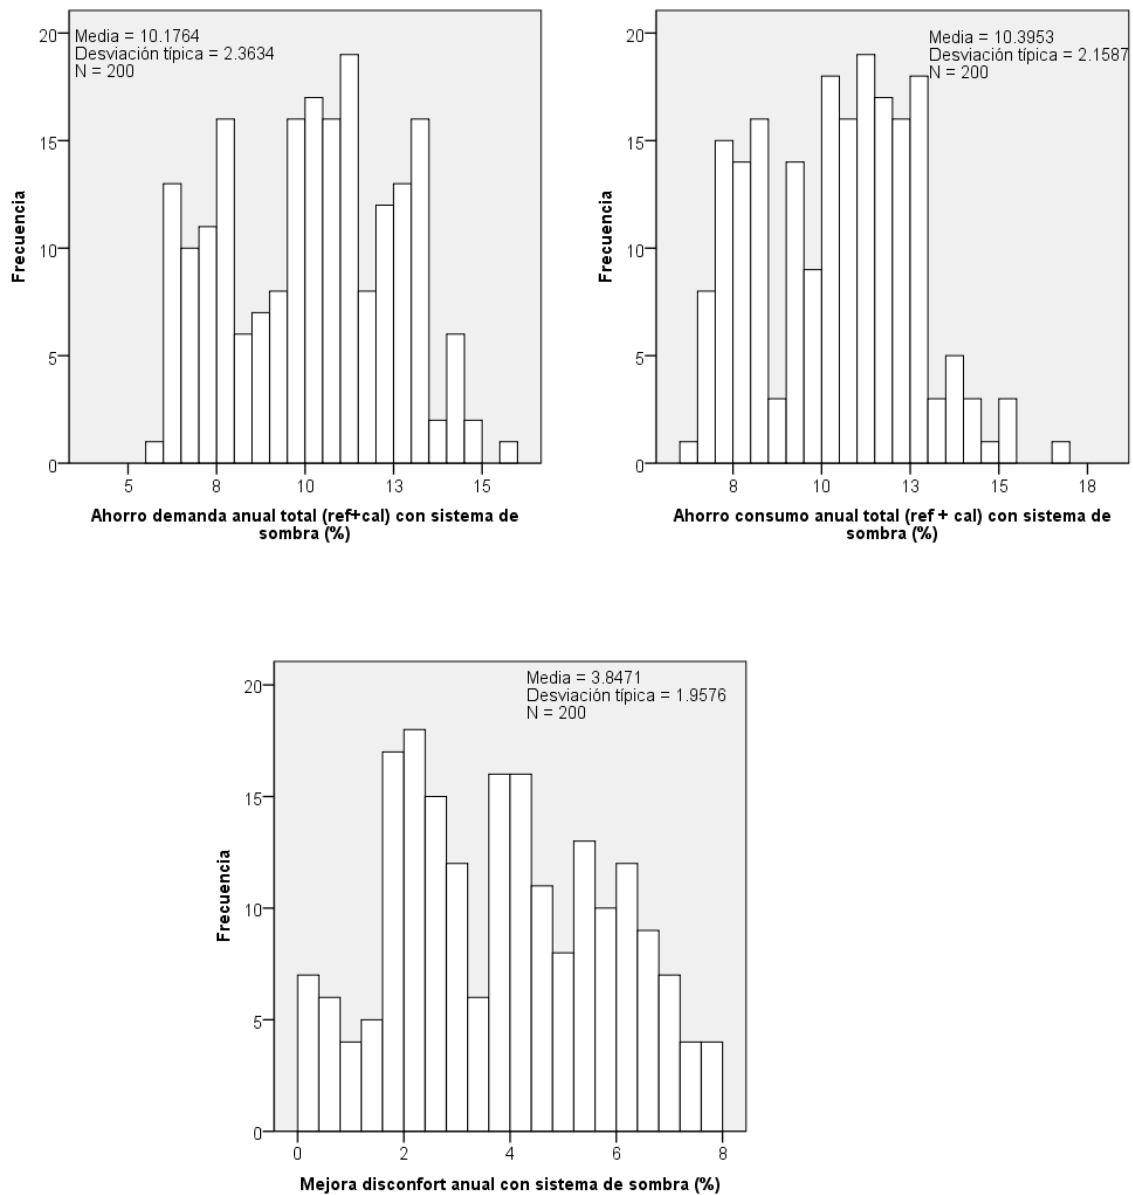 Media = 10.1764
Desviación típica = 2.3634
N = 200
20
15
10
5
0
Frecuencia
5
8
10
13
15
Ahorro demanda anual total (ref+cal) con sistema de
sombra (%)
Media = 10.3953
Desviación típica = 2.1587
N = 200
20
15
10
5
0
Frecuencia
8
10
13
15
18
Ahorro consumo anual total (ref + cal) con sistema de
sombra (%)
Media = 3.8471
Desviación típica = 1.9576
N = 200
20
15
10
5
0
Frecuencia
0
2
4
6
8
Mejora disconfort anual con sistema de sombra (%)